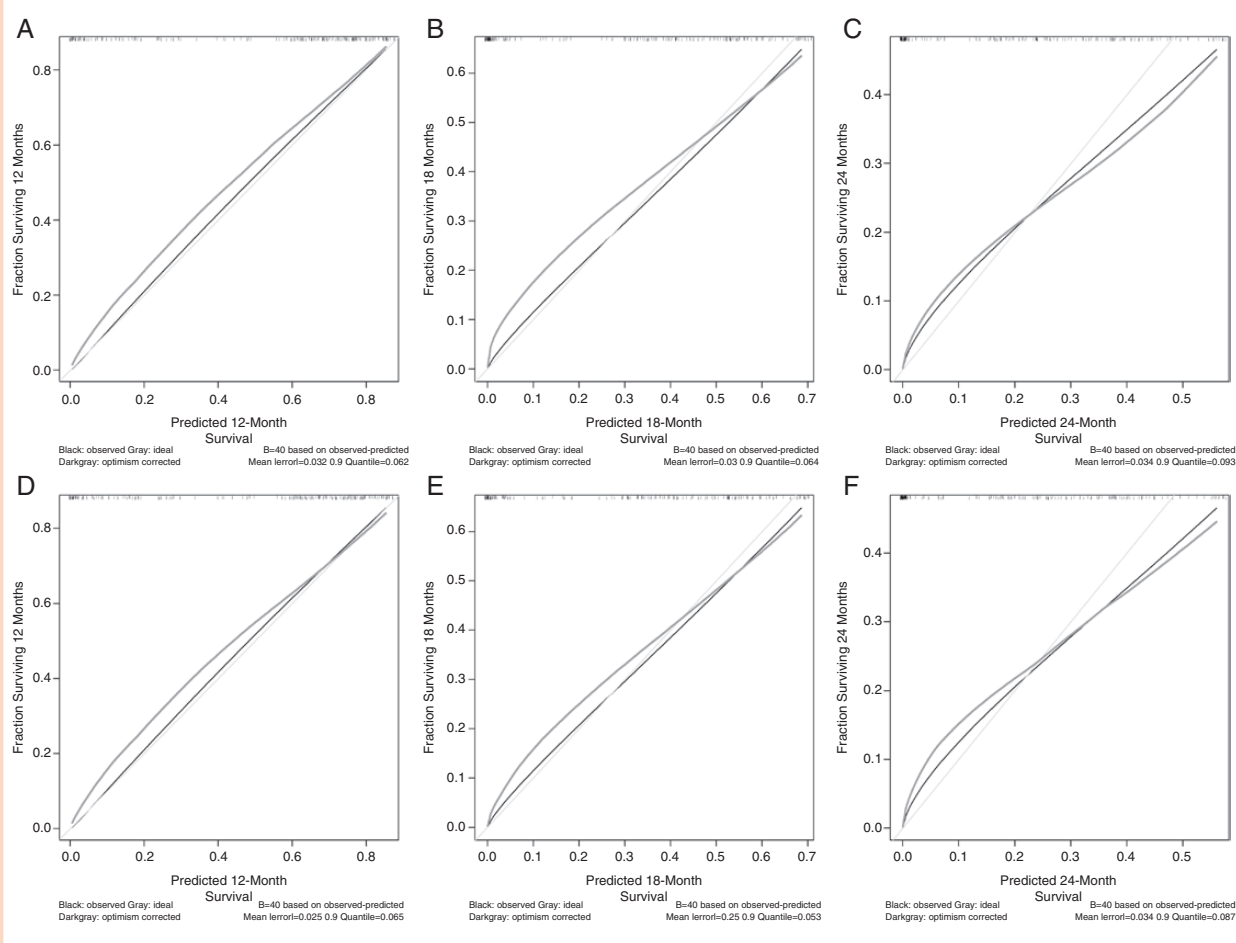 A
B
C
0.8
0.6
0.4
0.2
0.0
Fraction Surviving 12 Months
0.0 0.2 0.4 0.6 0.8
Predicted 12-Month
Survival
Black: observed Gray: ideal
Darkgray: optimism corrected
B=40 based on observed-predicted
Mean lerrorl=0.032 0.9 Quantile=0.062
0.6
0.5
0.4
0.3
0.2
0.1
0.0
Fraction Surviving 18 Months
0.0 0.1 0.2 0.3 0.4 0.5 0.6 0.7
Predicted 18-Month
Survival
Black: observed Gray: ideal
Darkgray: optimism corrected
B=40 based on observed-predicted
Mean lerrorl=0.03 0.9 Quantile=0.064
0.4
0.3
0.2
0.1
0.0
Fraction Surviving 24 Months
0.0 0.1 0.2 0.3 0.4 0.5
Predicted 24-Month
Survival
Black: observed Gray: ideal
Darkgray: optimism corrected
B=40 based on observed-predicted
Mean lerrorl=0.034 0.9 Quantile=0.093
D
E
F
0.8
0.6
0.4
0.2
0.0
Fraction Surviving 12 Months
0.0 0.2 0.4 0.6 0.8
Predicted 12-Month
Survival
Black: observed Gray: ideal
Darkgray: optimism corrected
B=40 based on observed-predicted
Mean lerrorl=0.025 0.9 Quantile=0.065
0.6
0.5
0.4
0.3
0.2
0.1
0.0
Fraction Surviving 18 Months
0.0 0.1 0.2 0.3 0.4 0.5 0.6 0.7
Predicted 18-Month
Survival
Black: observed Gray: ideal
Darkgray: optimism corrected
B=40 based on observed-predicted
Mean lerrorl=0.25 0.9 Quantile=0.053
0.4
0.3
0.2
0.1
0.0
Fraction Surviving 24 Months
0.0 0.1 0.2 0.3 0.4 0.5
Predicted 24-Month
Survival
Black: observed Gray: ideal
Darkgray: optimism corrected
B=40 based on observed-predicted
Mean lerrorl=0.034 0.9 Quantile=0.087